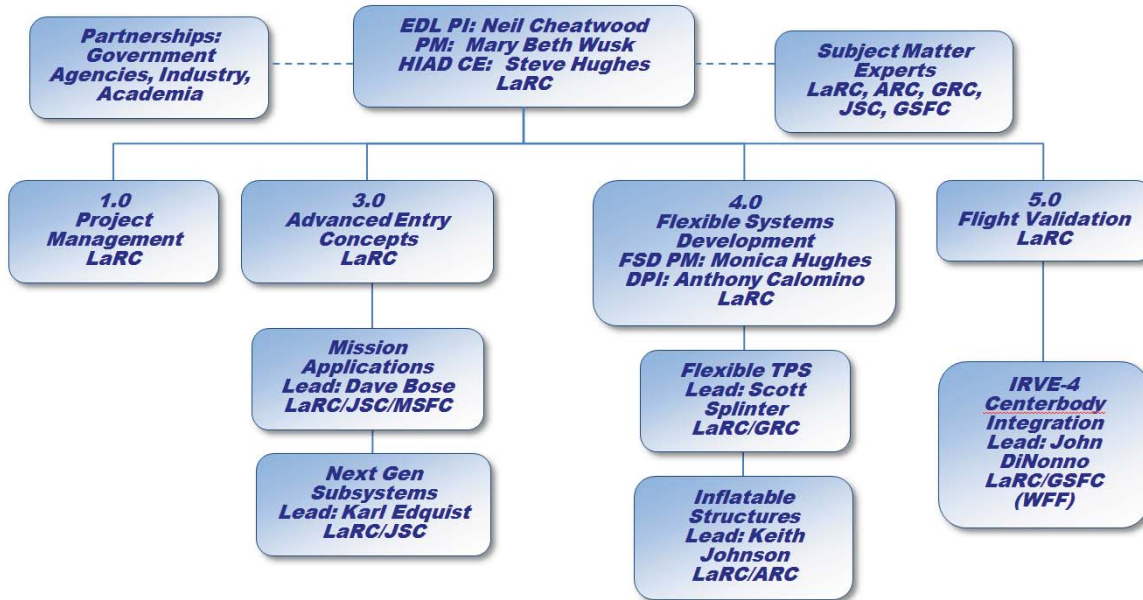 Partnerships:
Government
Agencies, Industry,
Academia
EDL PI: Neil Cheatwood
PM: Mary Beth Wusk
HIAD CE: Steve Hughes
LaRC
Subject Matter
Experts
LaRC, ARC, GRC,
JSC, GSFC
1.0
Project
Management
LaRC
3.0
Advanced Entry
Concepts
LaRC
4.0
Flexible Systems
Development
FSD PM: Monica Hughes
DPI: Anthony Calomino
LaRC
5.0
Flight Validation
LaRC
Mission
Applications
Lead: Dave Bose
LaRC/JSC/MSFC
Next Gen
Subsystems
Lead: Karl Edquist
LaRC/JSC
Flexible TPS
Lead: Scott
Splinter
LaRC/GRC
Inflatable
Structures
Lead: Keith
Johnson
LaRC/ARC
IRVE-4
Centerbody
Integration
Lead: John
DiNonno
LaRC/GSFC
(WFF)